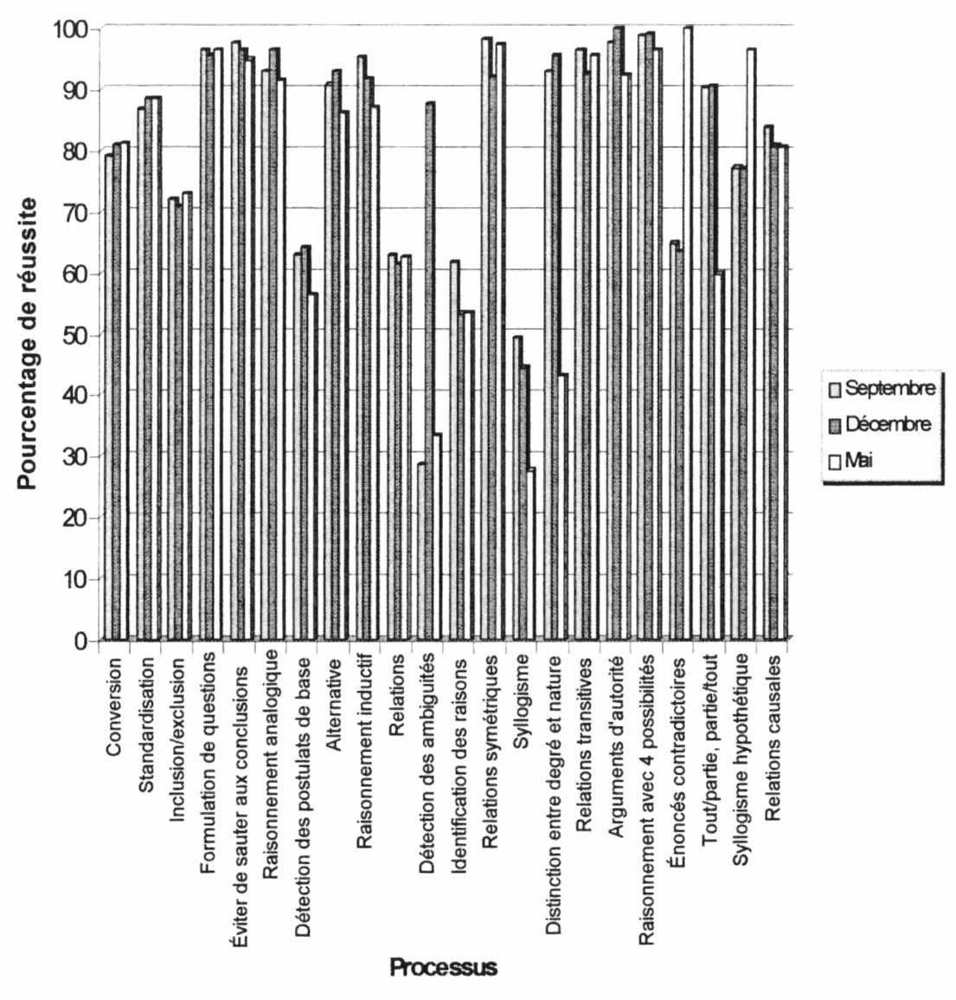 Pourcentage de réussite
100
90
80
70
60
50
40
30
20
10
0
Conversion
Standardisation
Inclusion/exclusion
Formulation de questions
Éviter de sauter aux conclusions
Raisonnement analogique
Détection des postulats de base
Alternative
Raisonnement inductif
Relations
Détection des ambiguités
Identification des raisons
Relations symétriques
Syllogisme
Distinction entre degré et nature
Relations transitives
Arguments d'autorité
Raisonnement avec 4 possibilités
Énoncés contradictoires
Tout/partie, partie/tout
Syllogisme hypothétique
Relations causales
Processus
Septembre
Décembre
Mai